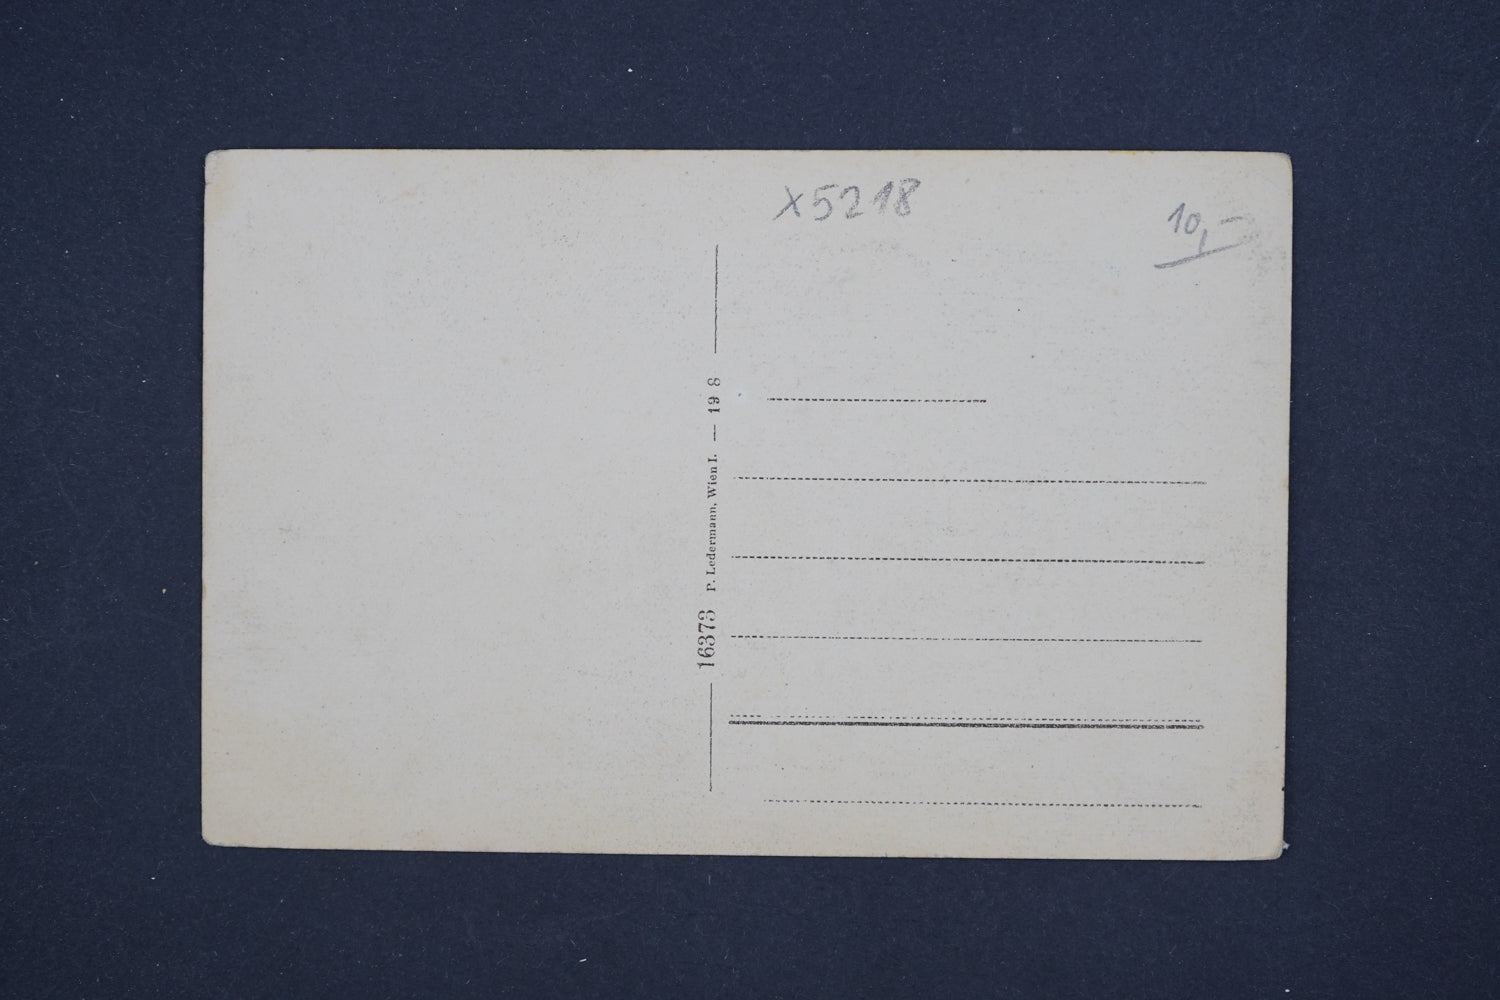 x5218
10,-
16373 P. Ledermann, Wien I. — 19 8